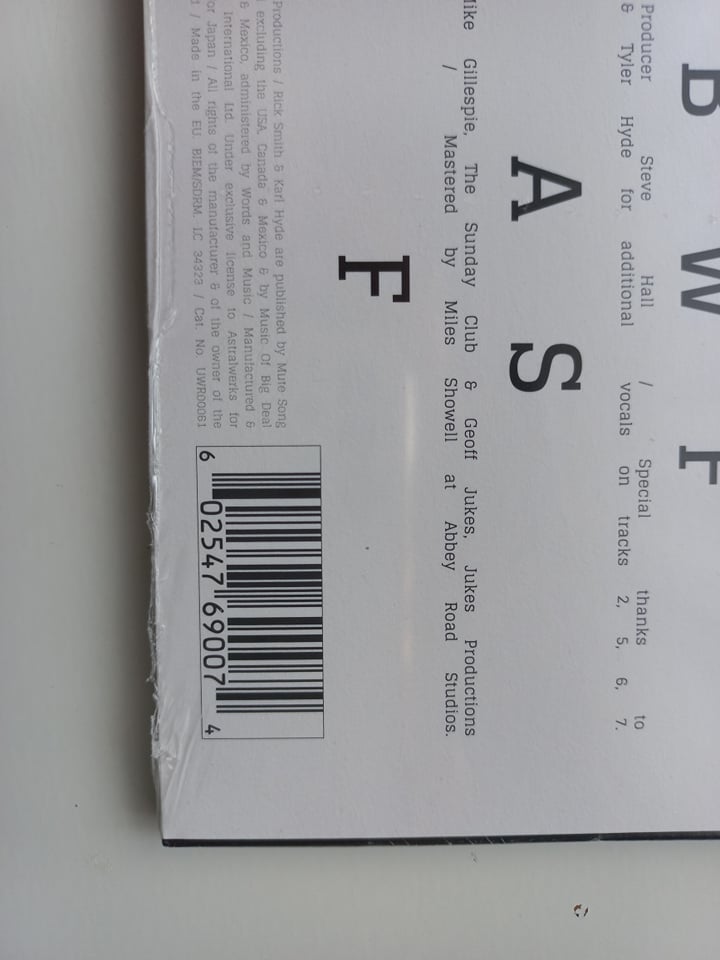 B W F
Producer Steve Hall / Special thanks to
& Tyler Hyde for additional vocals on tracks 2, 5, 6, 7.
A S
Mike Gillespie, The Sunday Club & Geoff Jukes, Jukes Productions
/ Mastered by Miles Showell at Abbey Road Studios.
F
Productions / Rick Smith & Karl Hyde are published by Mute Song
excluding the USA, Canada & Mexico & by Music Of Big Deal
& Mexico, administered by Words and Music / Manufactured &
International Ltd. Under exclusive license to Astralwerks for
for Japan / All rights of the manufacturer & of the owner of the
/ Made in the EU. BIEM/SDRM. LC 34323 / Cat. No. UWR00061
6 02547 69007 4